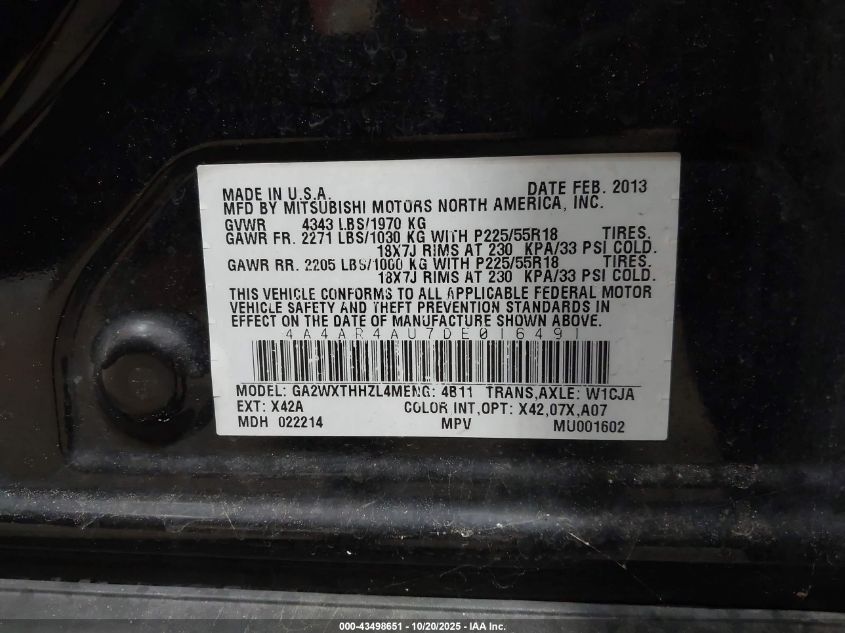 MADE IN U.S.A. DATE FEB. 2013
MFD BY MITSUBISHI MOTORS NORTH AMERICA, INC.
GVWR 4343 LBS/1970 KG
GAWR FR. 2271 LBS/1030 KG WITH P225/55R18 TIRES.
18X7J RIMS AT 230 KPA/33 PSI COLD.
GAWR RR. 2205 LBS/1000 KG WITH P225/55R18 TIRES.
18X7J RIMS AT 230 KPA/33 PSI COLD.
THIS VEHICLE CONFORMS TO ALL APPLICABLE FEDERAL MOTOR
VEHICLE SAFETY AND THEFT PREVENTION STANDARDS IN
EFFECT ON THE DATE OF MANUFACTURE SHOWN ABOVE.
4A4AR4AU7DE016491
MODEL: GA2WXTHHZL4MENG: 4B11 TRANS,AXLE: W1CJA
EXT: X42A COLOR INT,OPT: X42,07X,A07
MDH 022214 MPV MU001602
000-43498651 - 10/20/2025 - IAA Inc.